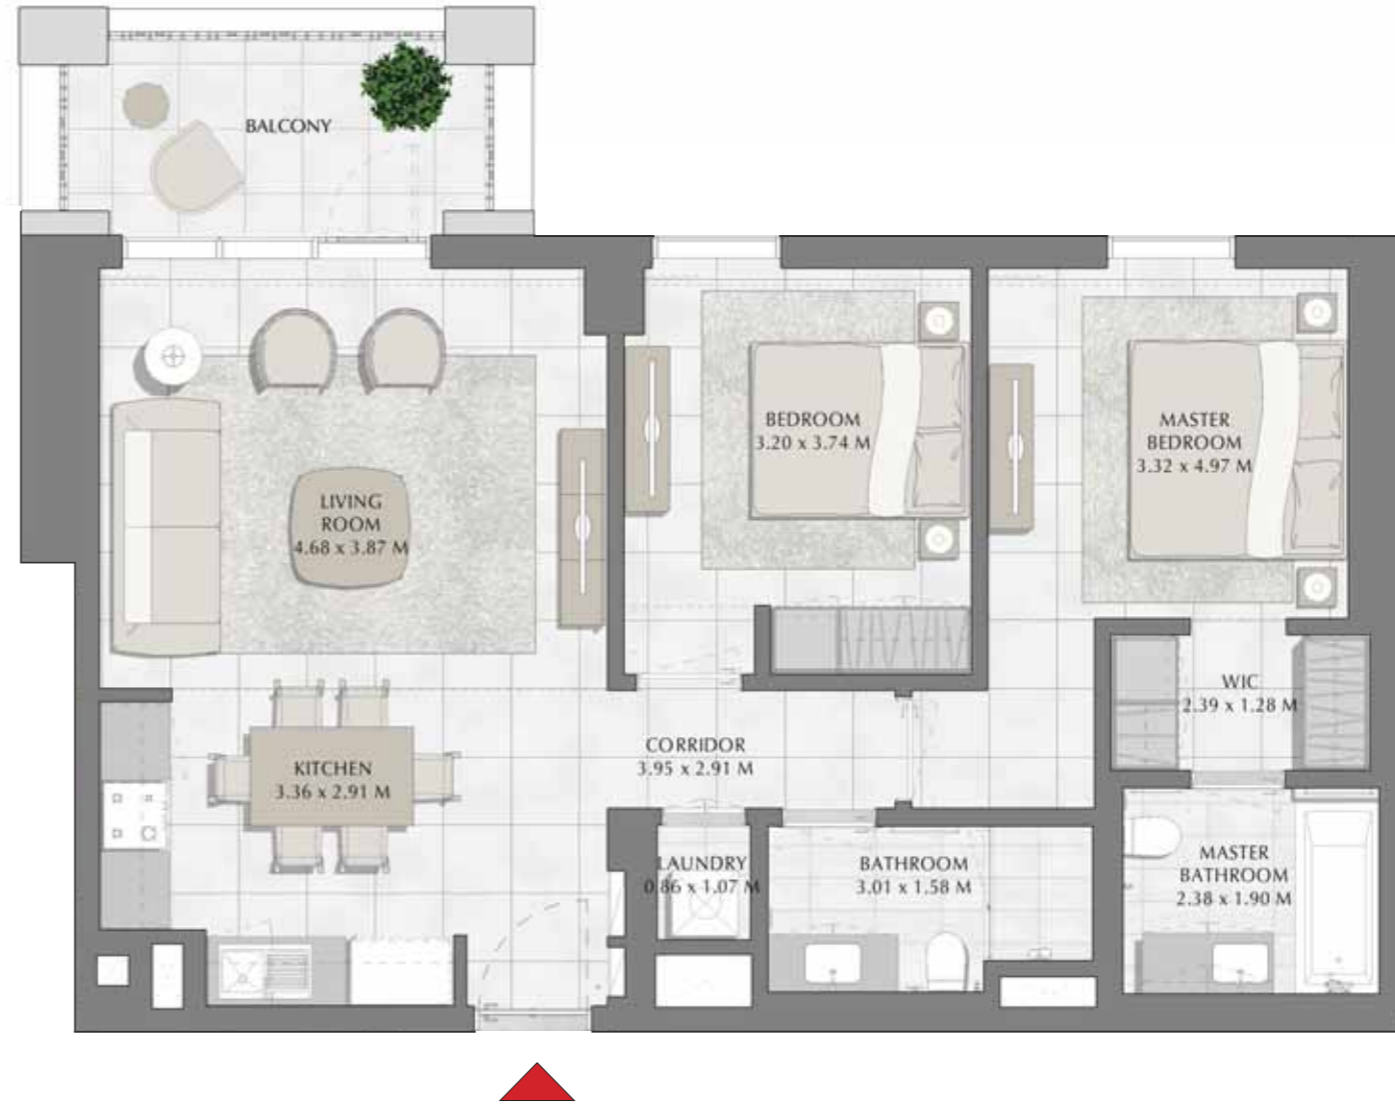 BALCONY
BEDROOM
3.20 x 3.74 M
MASTER
BEDROOM
3.32 x 4.97 M
LIVING
ROOM
4.68 x 3.87 M
WIC
2.39 x 1.28 M
CORRIDOR
3.95 x 2.91 M
KITCHEN
3.36 x 2.91 M
LAUNDRY
0.86 x 1.07 M
BATHROOM
3.01 x 1.58 M
MASTER
BATHROOM
2.38 x 1.90 M